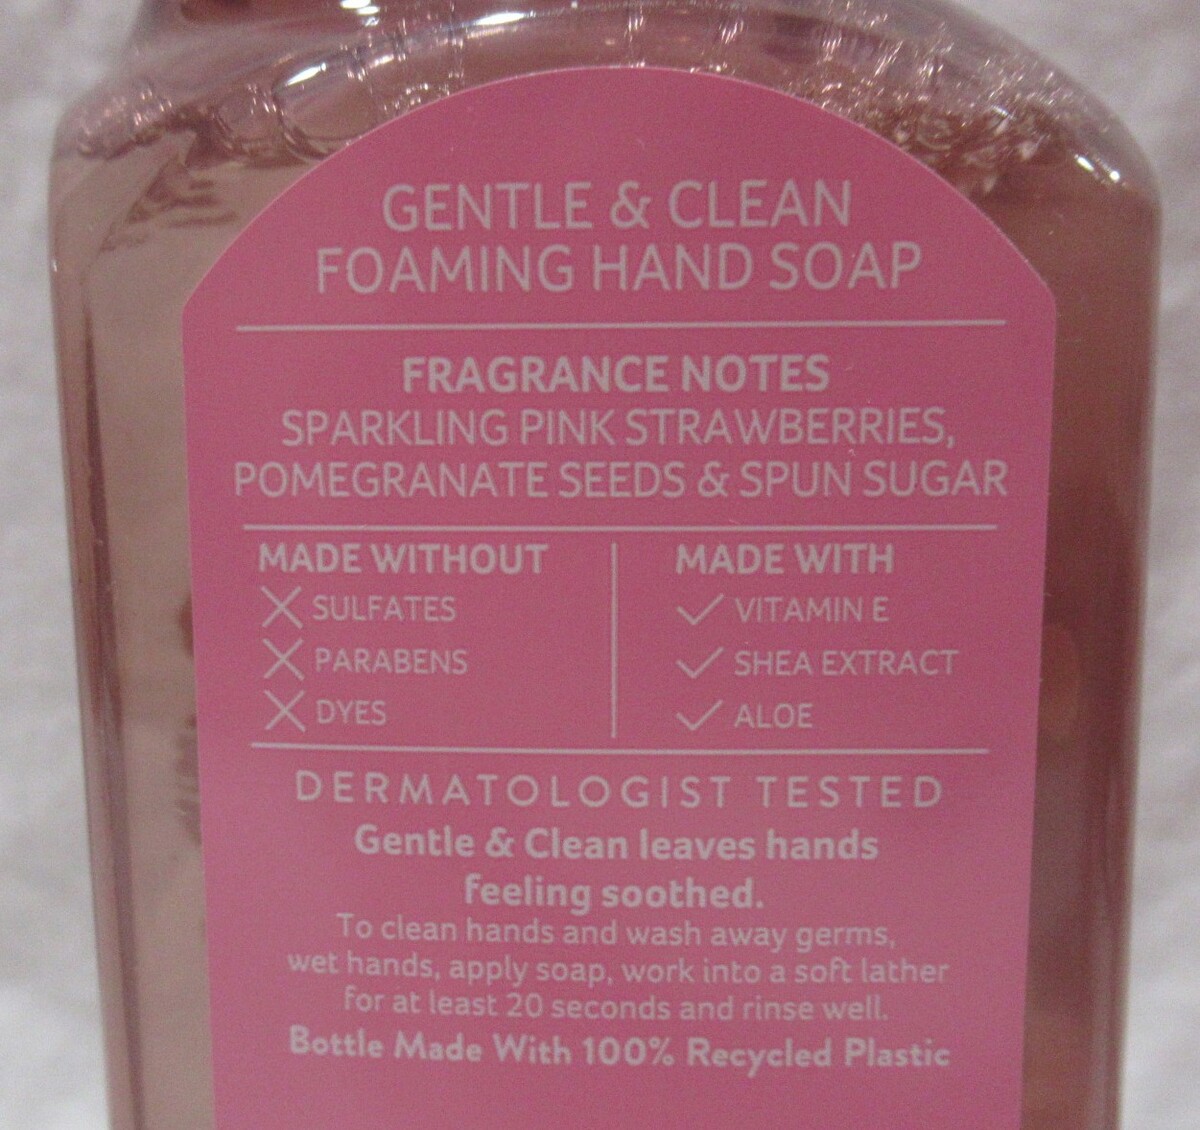 GENTLE & CLEAN
FOAMING HAND SOAP
FRAGRANCE NOTES
SPARKLING PINK STRAWBERRIES,
POMEGRANATE SEEDS & SPUN SUGAR
MADE WITHOUT
SULFATES
PARABENS
DYES
MADE WITH
VITAMIN E
SHEA EXTRACT
ALOE
DERMATOLOGIST TESTED
Gentle & Clean leaves hands
feeling soothed.
To clean hands and wash away germs,
wet hands, apply soap, work into a soft lather
for at least 20 seconds and rinse well.
Bottle Made With 100% Recycled Plastic